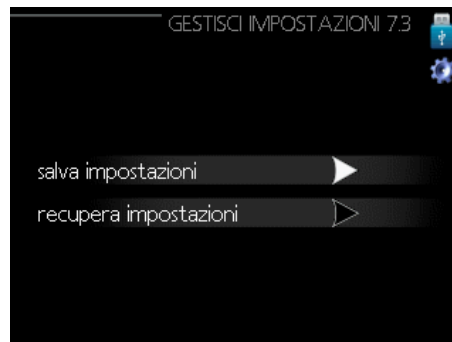 GESTISCI IMPOSTAZIONI 7.3
salva impostazioni
recupera impostazioni